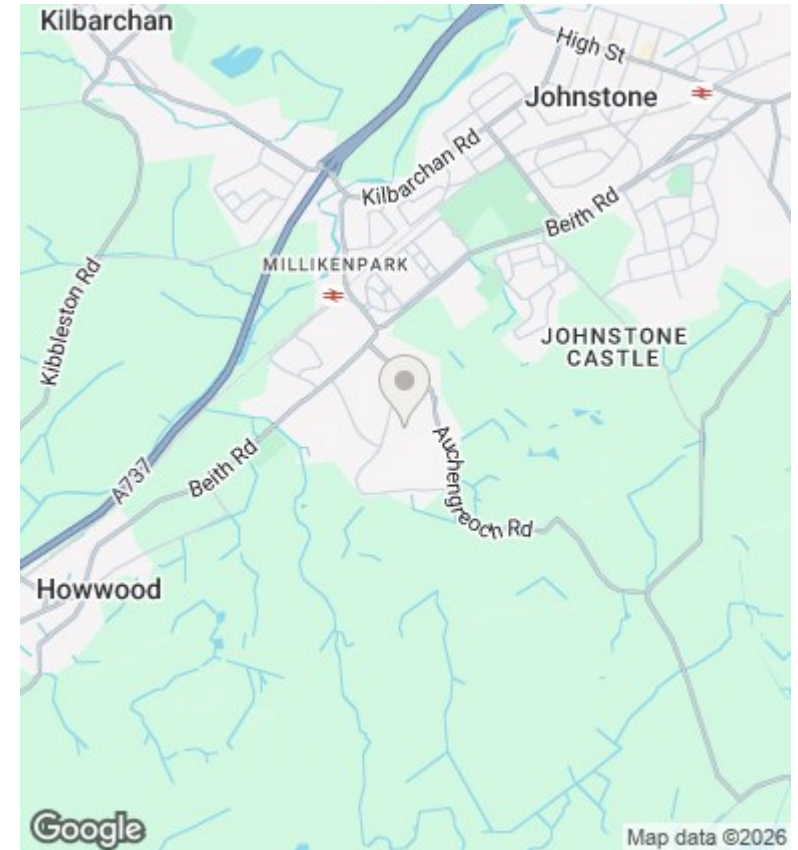 Kilbarchan
High St
Johnstone
Kilbarchan Rd
Beith Rd
MILLIKENPARK
Kibbleston Rd
JOHNSTONE
CASTLE
A737
Beith Rd
Auchengreoch Rd
Howwood
Google
Map data ©2026